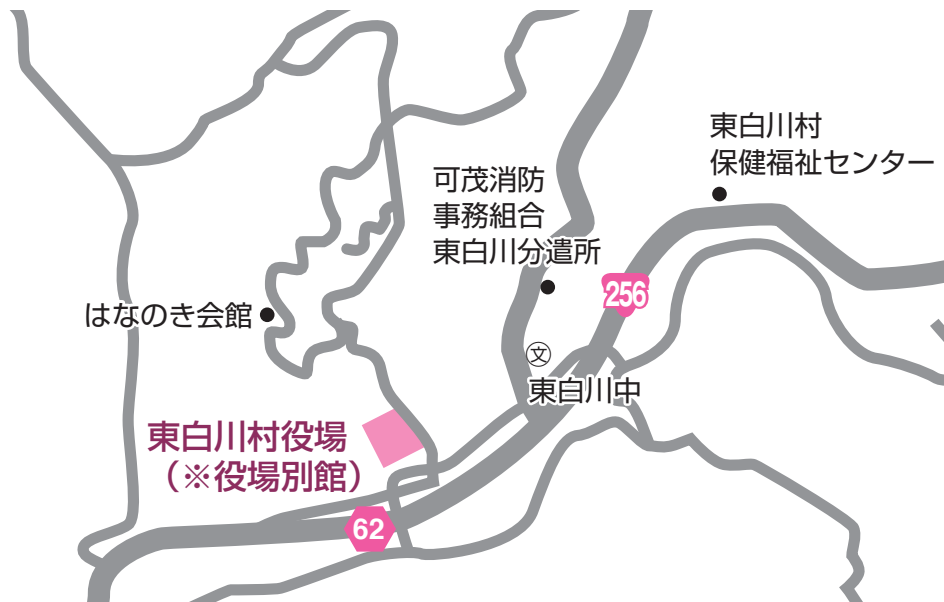 東白川村
保健福祉センター
可茂消防
事務組合
東白川分遣所
256
はなのき会館
文
東白川中
東白川村役場
（※役場別館）
62